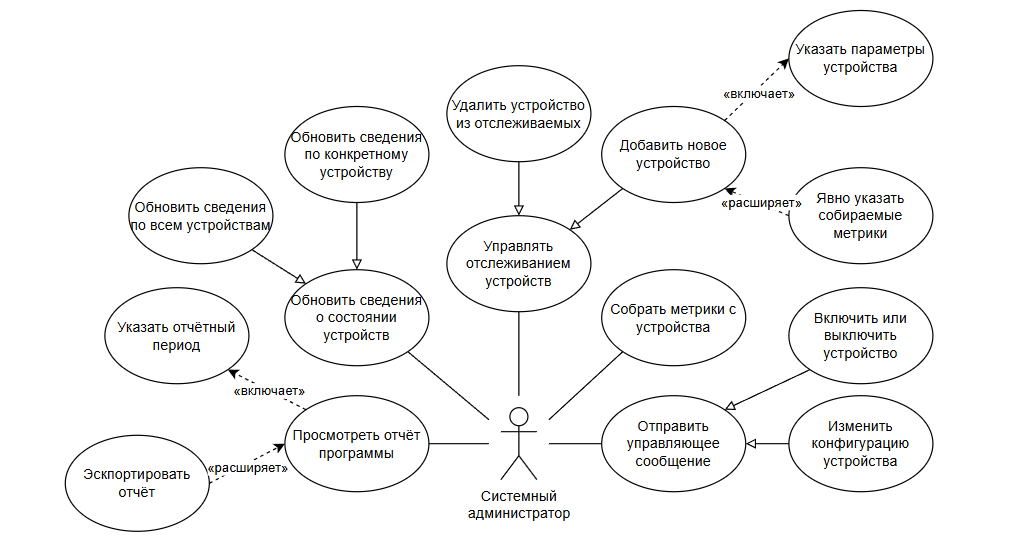 Указать параметры
устройства
«включает»
Удалить устройство
из отслеживаемых
Добавить новое
устройство
Обновить сведения
по конкретному
устройству
«расширяет»
Явно указать
собираемые
метрики
Обновить сведения
по всем устройствам
Управлять
отслеживанием
устройств
Обновить сведения
о состоянии
устройств
Собрать метрики с
устройства
Включить или
выключить
устройство
Указать отчётный
период
«включает»
Просмотреть отчёт
программы
Отправить
управляющее
сообщение
Изменить
конфигурацию
устройства
Эскпортировать
отчёт
«расширяет»
Системный
администратор